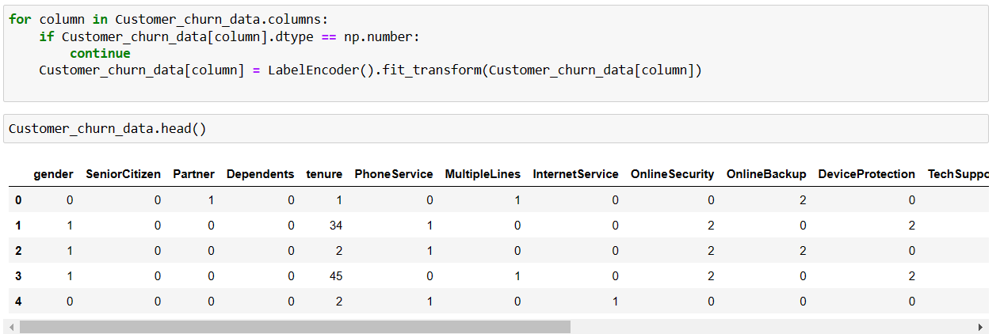 for column in Customer_churn_data.columns:
    if Customer_churn_data[column].dtype == np.number:
        continue
    Customer_churn_data[column] = LabelEncoder().fit_transform(Customer_churn_data[column])
Customer_churn_data.head()
gender SeniorCitizen Partner Dependents tenure PhoneService MultipleLines InternetService OnlineSecurity OnlineBackup DeviceProtection TechSuppo
0 0 0 1 0 1 0 1 0 0 2 0
1 1 0 0 0 34 1 0 0 2 0 2
2 1 0 0 0 2 1 0 0 2 2 0
3 1 0 0 0 45 0 1 0 2 0 2
4 0 0 0 0 2 1 0 1 0 0 0